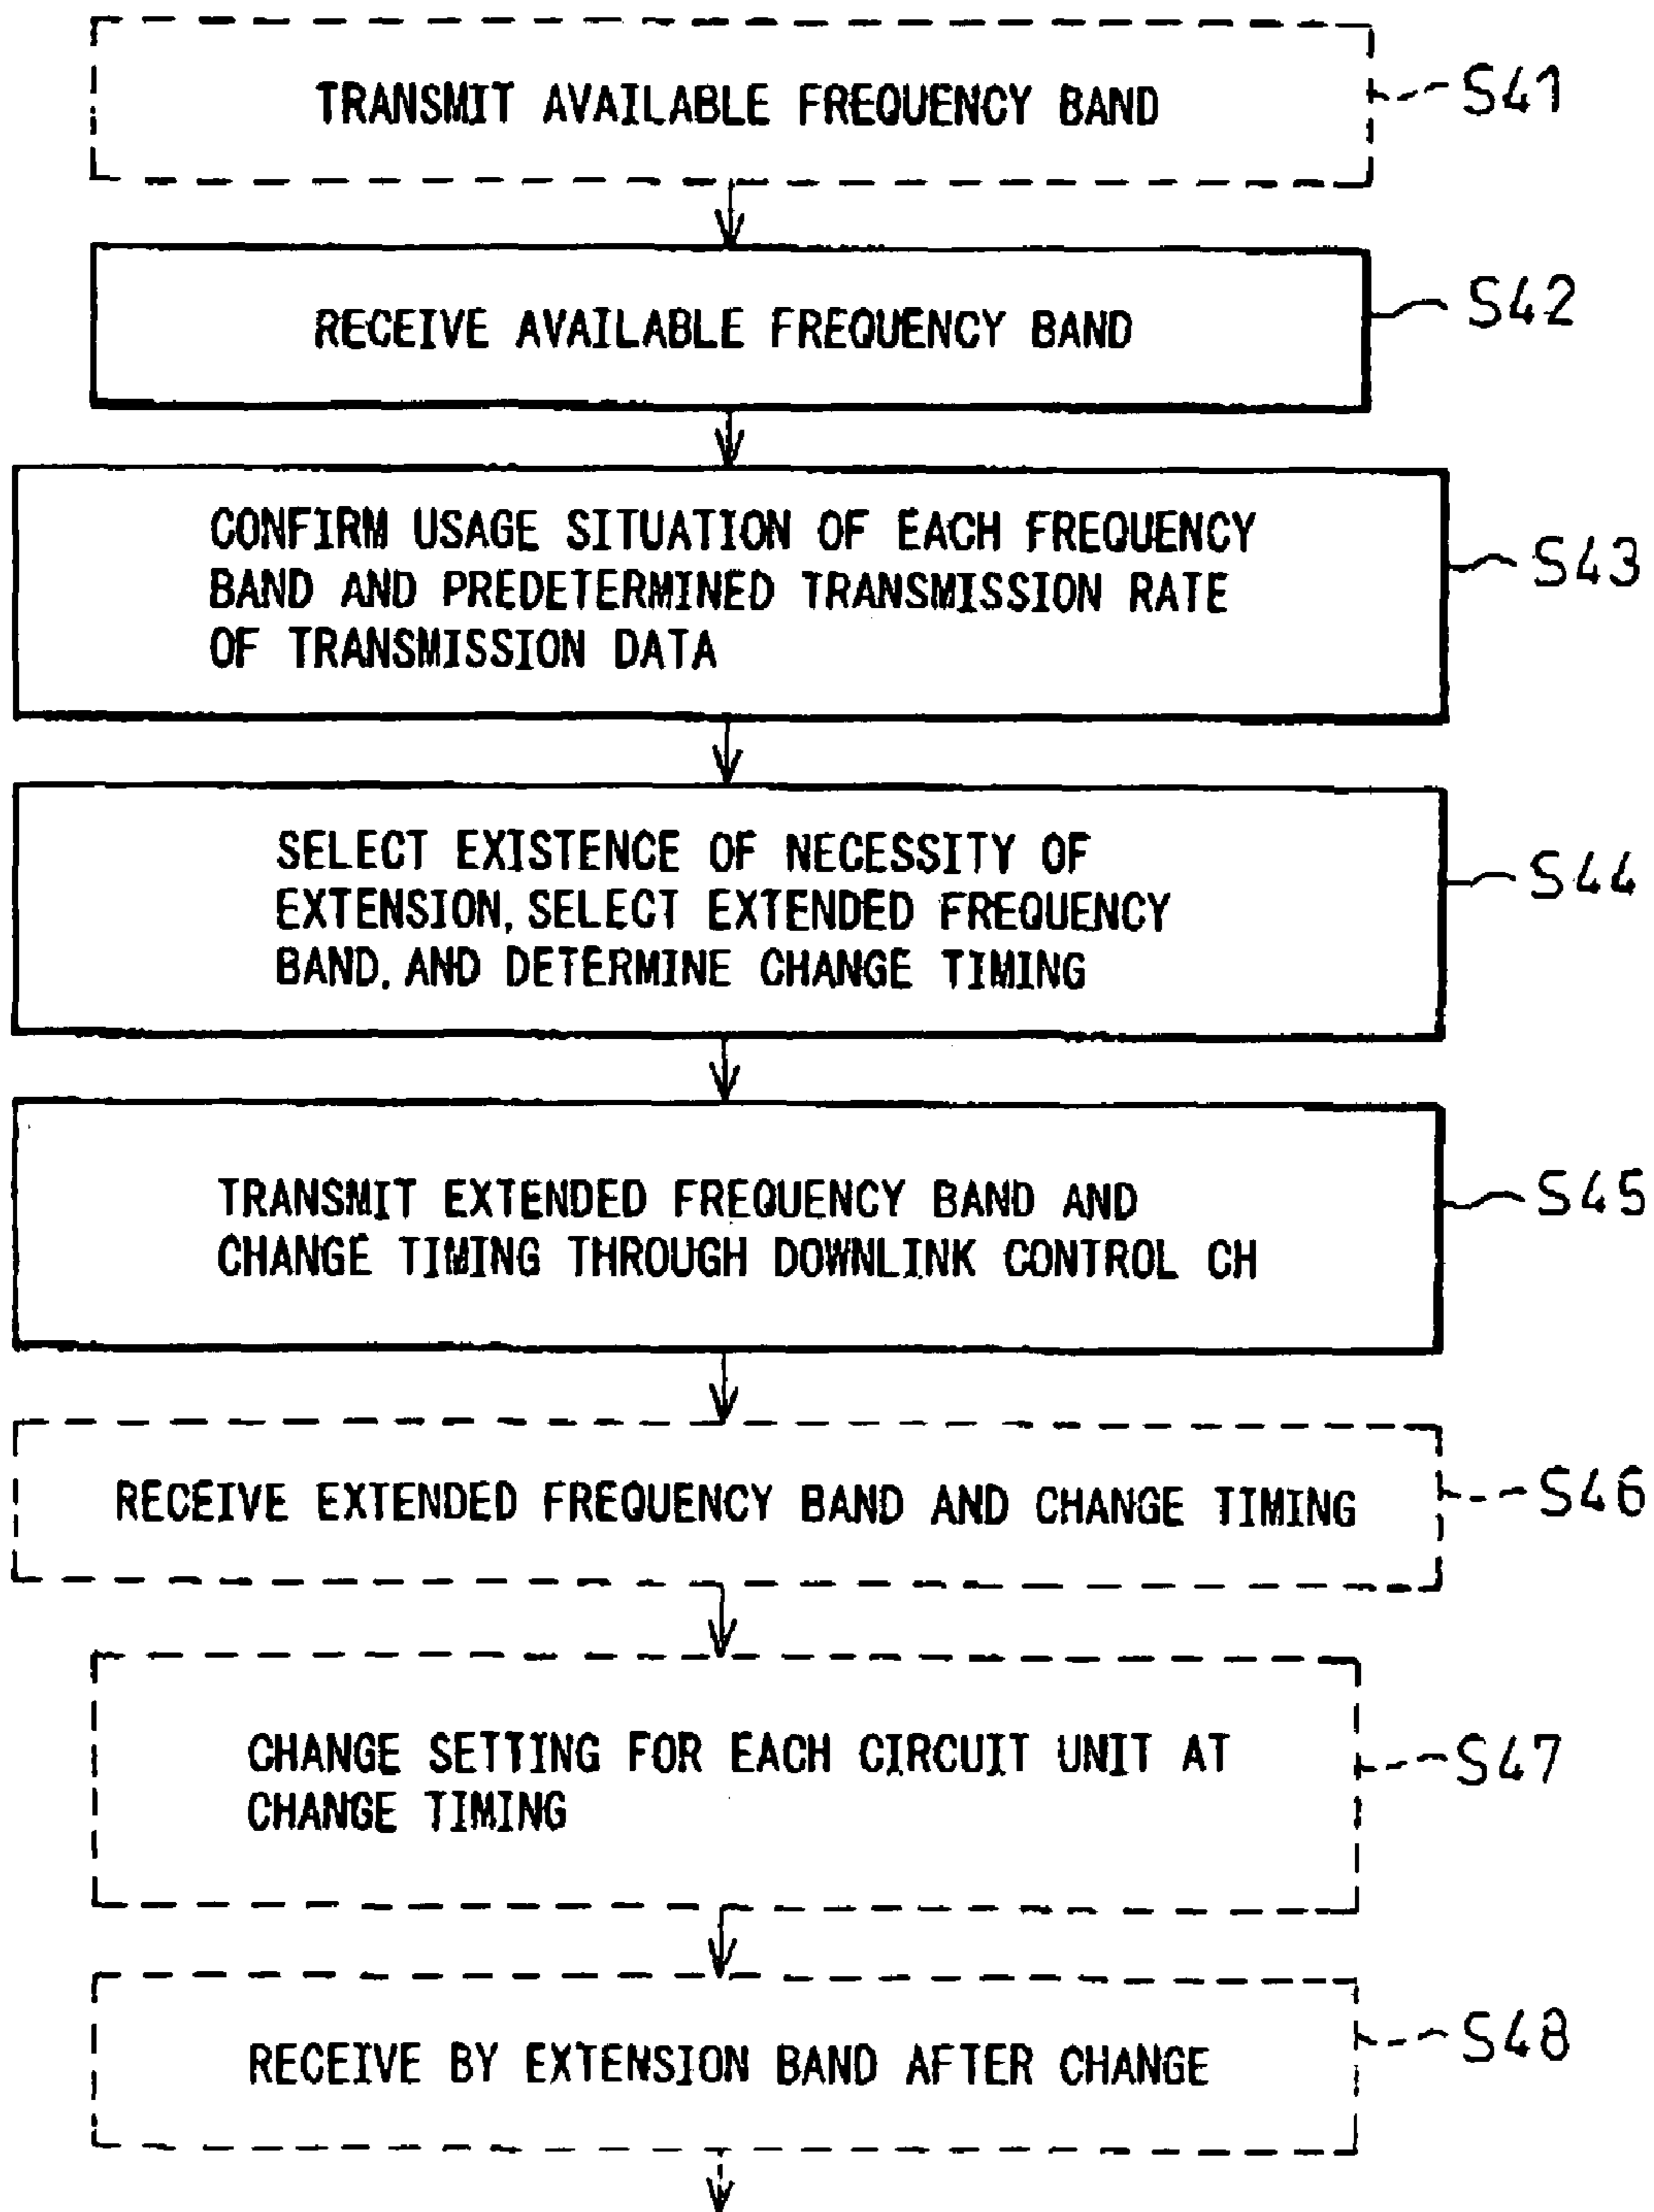 TRANSMIT AVAILABLE FREQUENCY BAND
S41
RECEIVE AVAILABLE FREQUENCY BAND
S42
CONFIRM USAGE SITUATION OF EACH FREQUENCY
BAND AND PREDETERMINED TRANSMISSION RATE
OF TRANSMISSION DATA
S43
SELECT EXISTENCE OF NECESSITY OF
EXTENSION, SELECT EXTENDED FREQUENCY
BAND, AND DETERMINE CHANGE TIMING
S44
TRANSMIT EXTENDED FREQUENCY BAND AND
CHANGE TIMING THROUGH DOWNLINK CONTROL CH
S45
RECEIVE EXTENDED FREQUENCY BAND AND CHANGE TIMING
S46
CHANGE SETTING FOR EACH CIRCUIT UNIT AT
CHANGE TIMING
S47
RECEIVE BY EXTENSION BAND AFTER CHANGE
S48